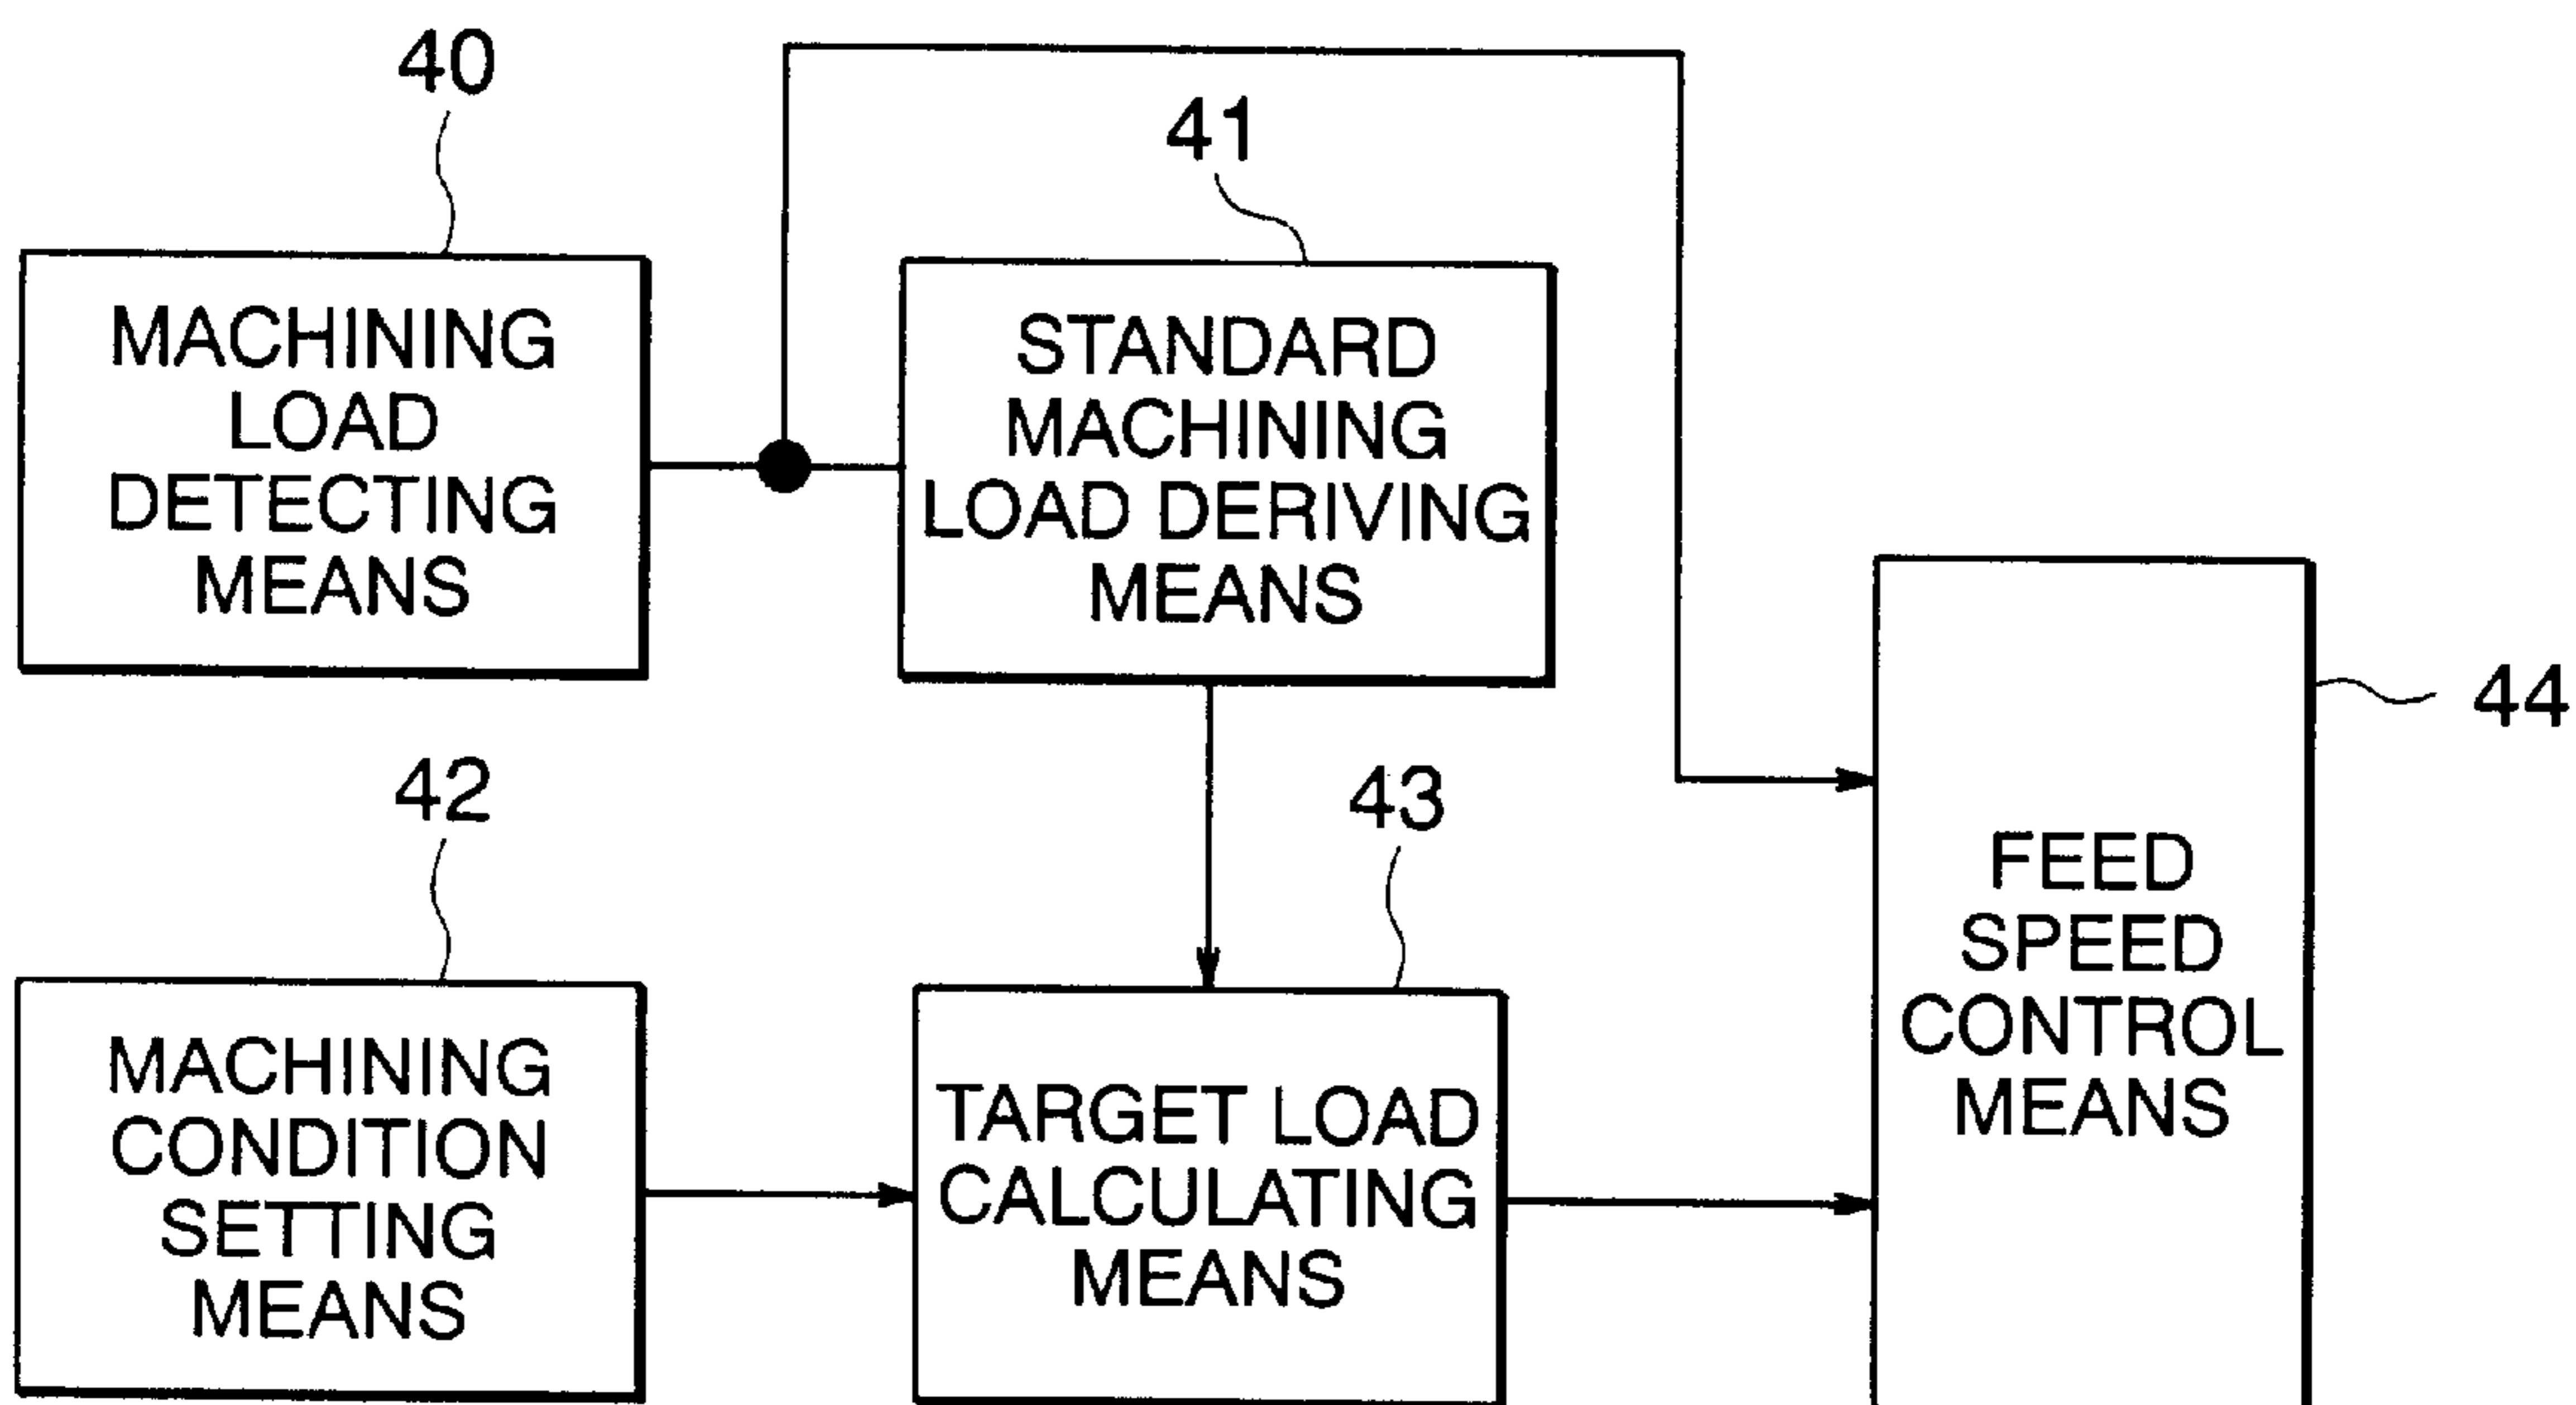 40
MACHINING
LOAD
DETECTING
MEANS
41
STANDARD
MACHINING
LOAD DERIVING
MEANS
42
MACHINING
CONDITION
SETTING
MEANS
43
TARGET LOAD
CALCULATING
MEANS
44
FEED
SPEED
CONTROL
MEANS